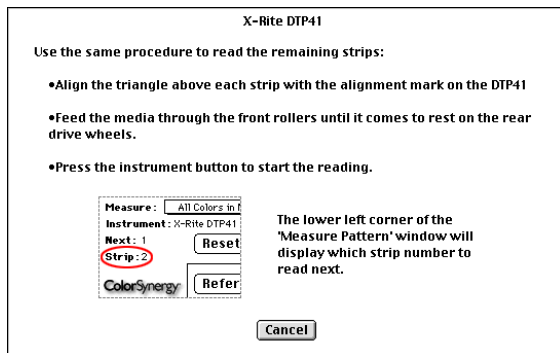 X-Rite DTP41
Use the same procedure to read the remaining strips:
•Align the triangle above each strip with the alignment mark on the DTP41
•Feed the media through the front rollers until it comes to rest on the rear
drive wheels.
•Press the instrument button to start the reading.
Measure: All Colors in
Instrument: X-Rite DTP41
Next: 1
Reset
Strip: 2
ColorSynergy
Refer
The lower left corner of the
'Measure Pattern' window will
display which strip number to
read next.
Cancel